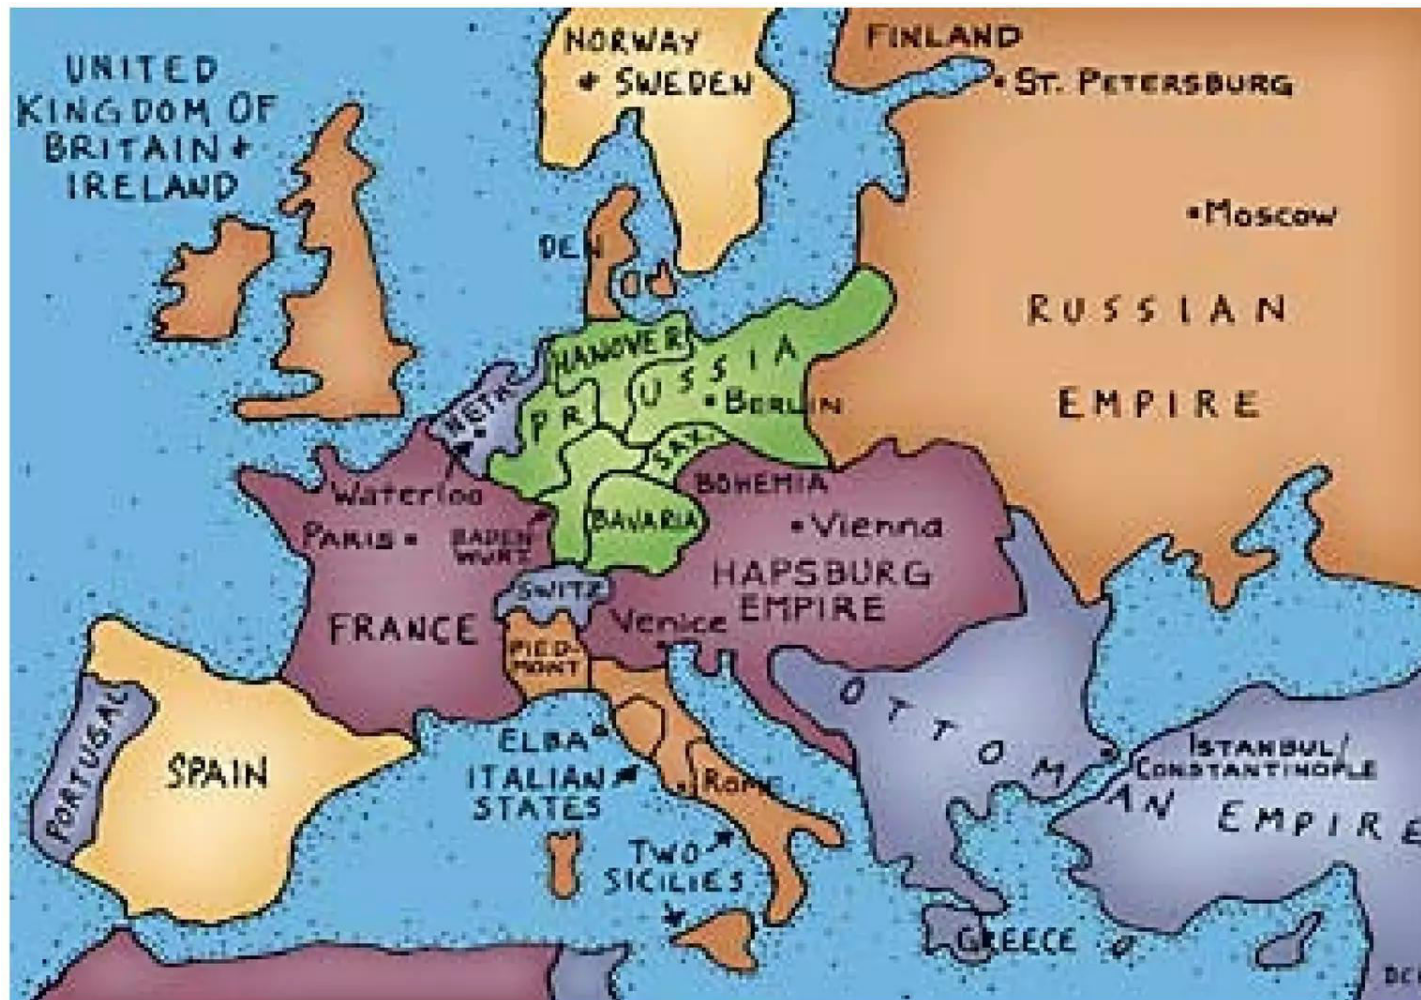 UNITED
KINGDOM OF
BRITAIN +
IRELAND
NORWAY
+ SWEDEN
FINLAND
ST. PETERSBURG
MOSCOW
RUSSIAN
EMPIRE
DEN
HANOVER
PRUSSIA
BERLIN
NETH
SAX.
Waterloo
PARIS
BADEN
WURT
BAVARIA
BOHEMIA
Vienna
HAPSBURG
EMPIRE
SWITZ
Venice
FRANCE
PIED-
MONT
PORTUGAL
SPAIN
ELBA
ITALIAN
STATES
ROME
TWO
SICILIES
OTTOMAN EMPIRE
ISTANBUL/
CONSTANTINOPLE
GREECE